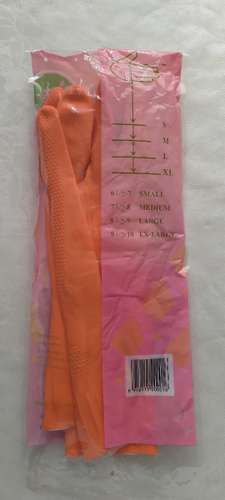 S
M
L
XL
6½-7 SMALL
7½-8 MEDIUM
8½-9 LARGE
9½-10 EX-LARGE